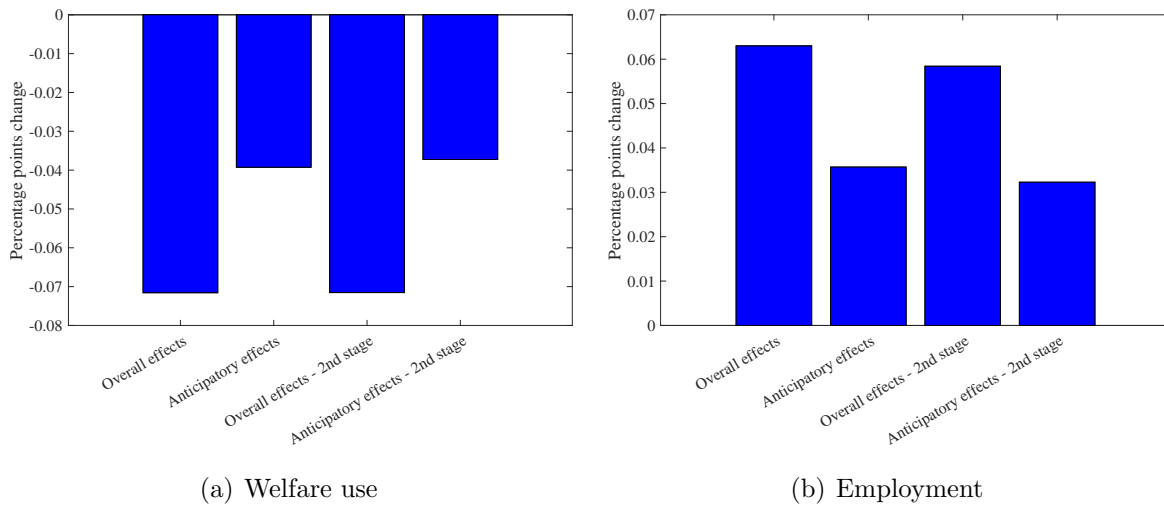 0
-0.01
-0.02
-0.03
-0.04
-0.05
-0.06
-0.07
-0.08
Percentage points change
Overall effects
Anticipatory effects
Overall effects - 2nd stage
Anticipatory effects - 2nd stage
(a) Welfare use
0.07
0.06
0.05
0.04
0.03
0.02
0.01
0
Percentage points change
Overall effects
Anticipatory effects
Overall effects - 2nd stage
Anticipatory effects - 2nd stage
(b) Employment